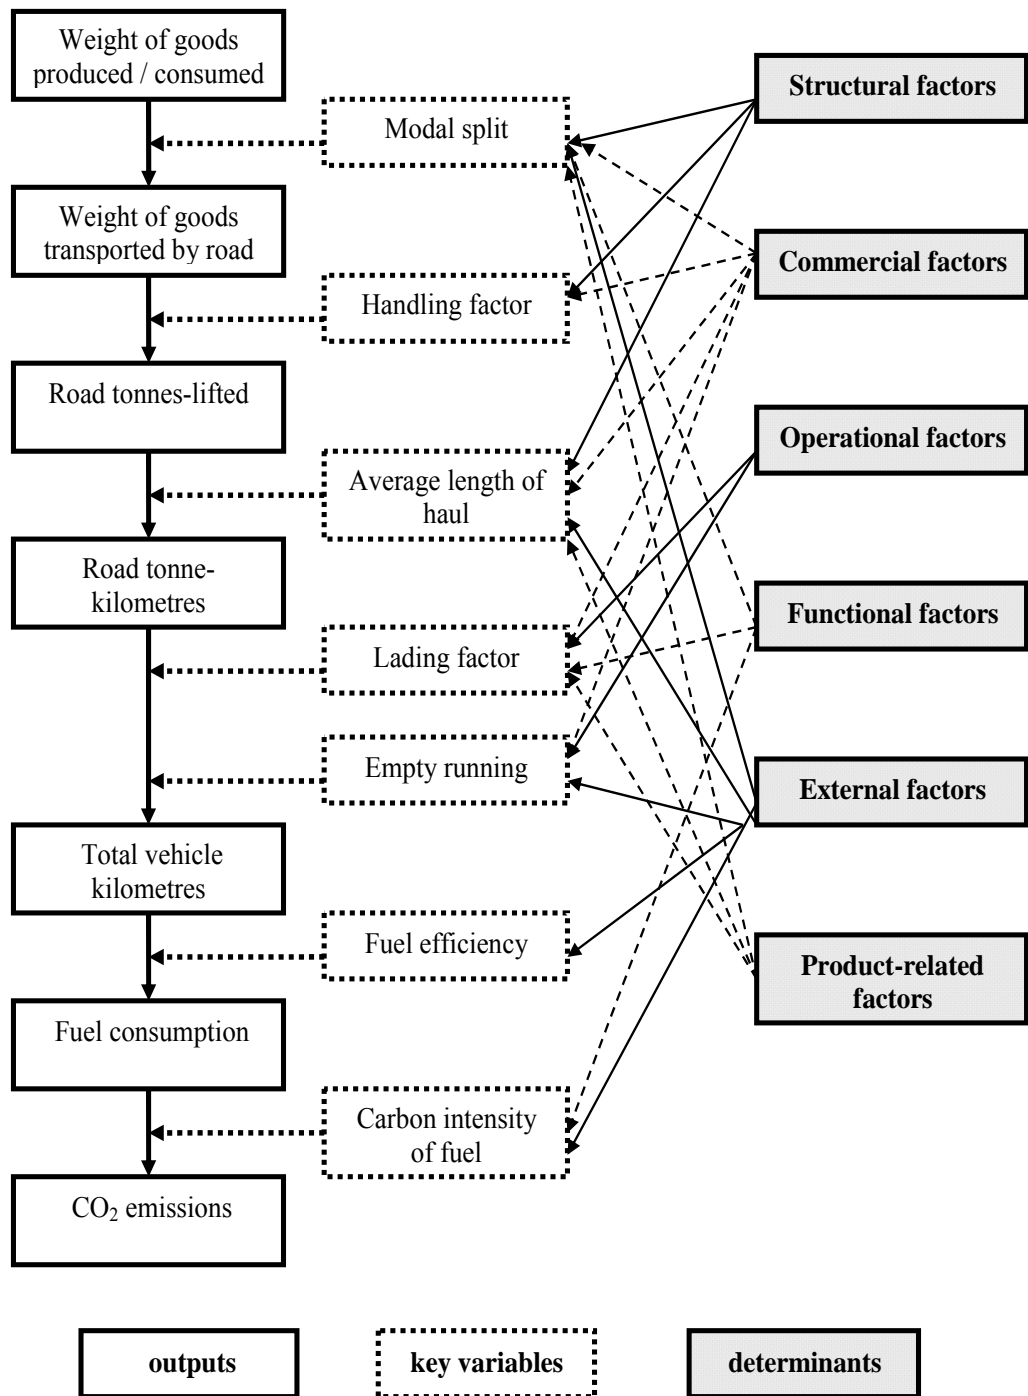 Weight of goods
produced / consumed
Modal split
Structural factors
Weight of goods
transported by road
Commercial factors
Handling factor
Road tonnes-lifted
Operational factors
Average length of
haul
Road tonne-
kilometres
Functional factors
Lading factor
Empty running
External factors
Total vehicle
kilometres
Fuel efficiency
Product-related
factors
Fuel consumption
Carbon intensity
of fuel
CO₂ emissions
outputs
key variables
determinants